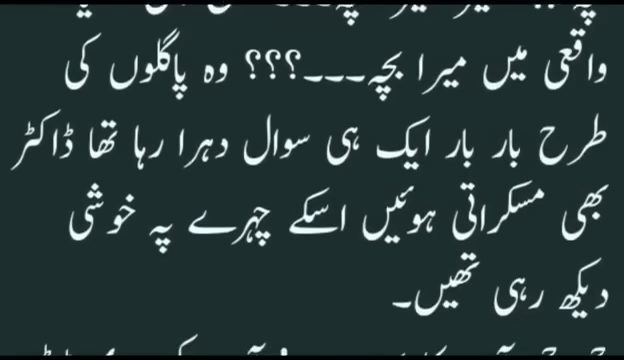 واقعی میں میرا بچہ۔۔۔؟؟؟ وہ پاگلوں کی
طرح بار بار ایک ہی سوال دہرا رہا تھا ڈاکٹر
بھی مسکراتی ہوئیں اسکے چہرے پہ خوشی
دیکھ رہی تھیں۔